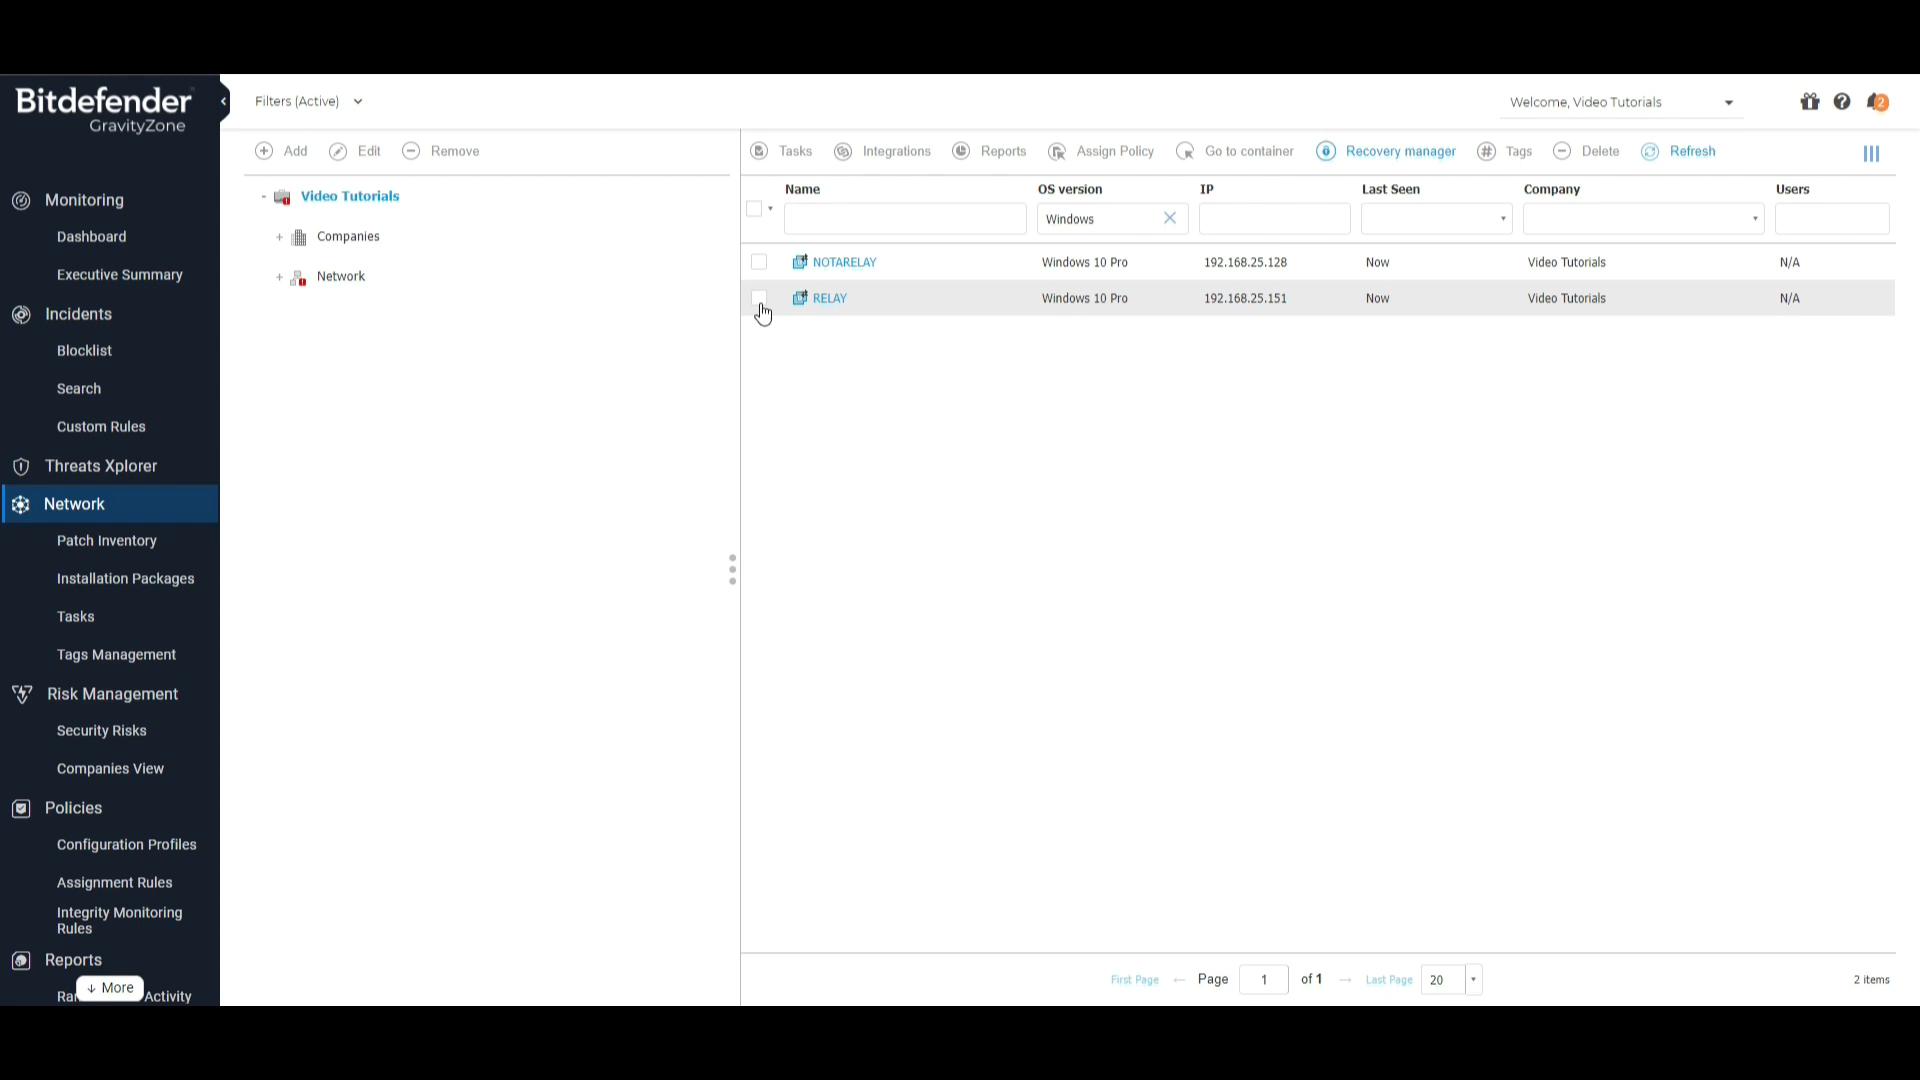 Bitdefender
GravityZone
Filters (Active)
Welcome, Video Tutorials
2
Add
Edit
Remove
Tasks
Integrations
Reports
Assign Policy
Go to container
Recovery manager
Tags
Delete
Refresh
Monitoring
Dashboard
Executive Summary
Incidents
Blocklist
Search
Custom Rules
Threats Xplorer
Network
Patch Inventory
Installation Packages
Tasks
Tags Management
Risk Management
Security Risks
Companies View
Policies
Configuration Profiles
Assignment Rules
Integrity Monitoring
Rules
Reports
More
Activity
- Video Tutorials
+ Companies
+ Network
Name OS version IP Last Seen Company Users
Windows
NOTARELAY Windows 10 Pro 192.168.25.128 Now Video Tutorials N/A
RELAY Windows 10 Pro 192.168.25.151 Now Video Tutorials N/A
First Page ← Page 1 of 1 → Last Page 20 2 items